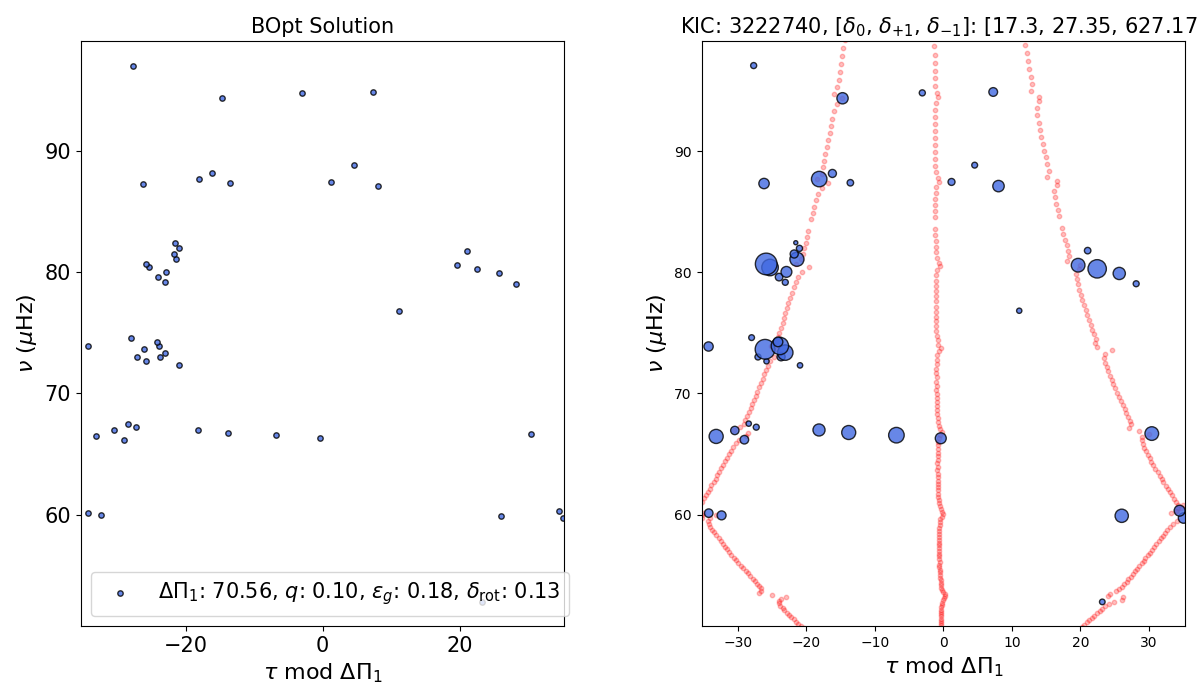 BOpt Solution
90
80
70
60
ν (μHz)
ΔΠ₁: 70.56, q: 0.10, ε_g: 0.18, δ_rot: 0.13
−20 0 20
τ mod ΔΠ₁
KIC: 3222740, [δ₀, δ₊₁, δ₋₁]: [17.3, 27.35, 627.17
90
80
70
60
ν (μHz)
−30 −20 −10 0 10 20 30
τ mod ΔΠ₁